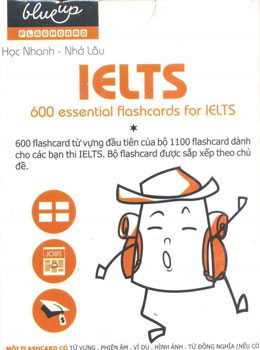 blueup
FLASHCARD
Học Nhanh - Nhớ Lâu
IELTS
600 essential flashcards for IELTS
600 flashcard từ vựng đầu tiên của bộ 1100 flashcard dành
cho các bạn thi IELTS. Bộ flashcard được sắp xếp theo chủ
đề.
JOBS
MỖI FLASHCARD CÓ TỪ VỰNG . PHIÊN ÂM . VÍ DỤ . HÌNH ẢNH . TỪ ĐỒNG NGHĨA (NẾU CÓ